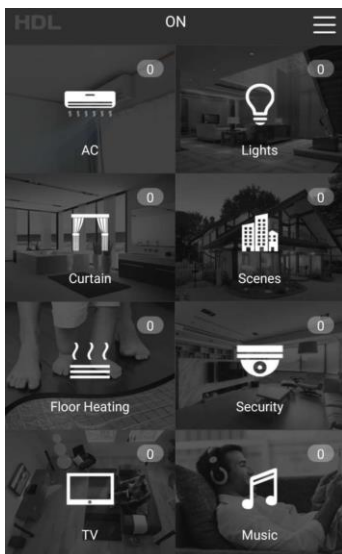 HDL ON
0 0
AC Lights
0 0
Curtain Scenes
0 0
Floor Heating Security
0 0
TV Music